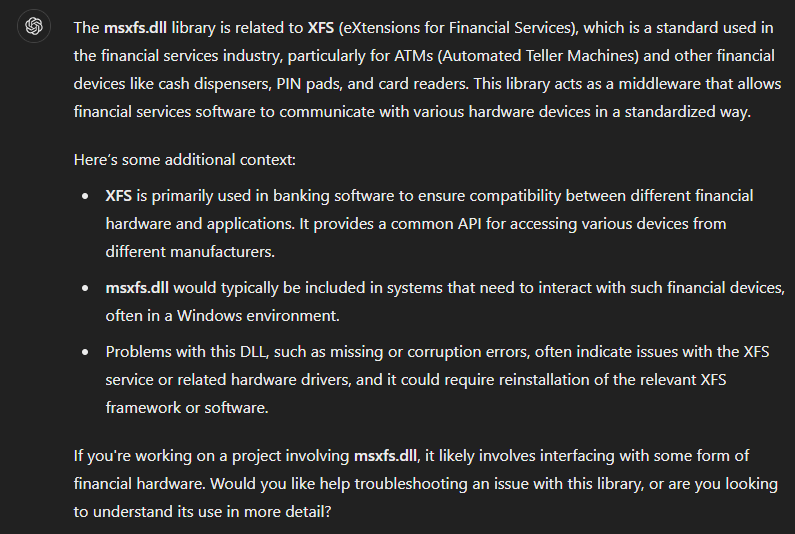 The msxfs.dll library is related to XFS (eXtensions for Financial Services), which is a standard used in
the financial services industry, particularly for ATMs (Automated Teller Machines) and other financial
devices like cash dispensers, PIN pads, and card readers. This library acts as a middleware that allows
financial services software to communicate with various hardware devices in a standardized way.
Here's some additional context:
• XFS is primarily used in banking software to ensure compatibility between different financial
hardware and applications. It provides a common API for accessing various devices from
different manufacturers.
• msxfs.dll would typically be included in systems that need to interact with such financial devices,
often in a Windows environment.
• Problems with this DLL, such as missing or corruption errors, often indicate issues with the XFS
service or related hardware drivers, and it could require reinstallation of the relevant XFS
framework or software.
If you're working on a project involving msxfs.dll, it likely involves interfacing with some form of
financial hardware. Would you like help troubleshooting an issue with this library, or are you looking
to understand its use in more detail?